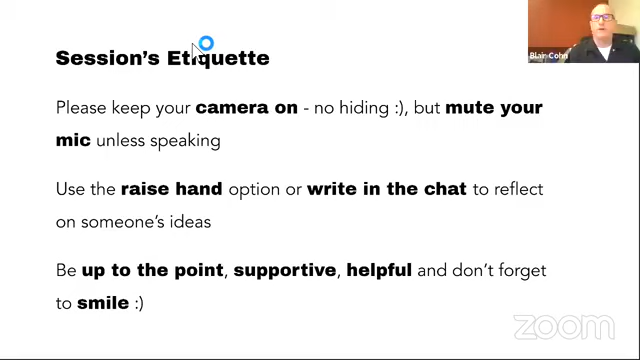 Session's Etiquette
Please keep your camera on - no hiding :), but mute your
mic unless speaking
Use the raise hand option or write in the chat to reflect
on someone's ideas
Be up to the point, supportive, helpful and don't forget
to smile :)
Blair Cohn
zoom